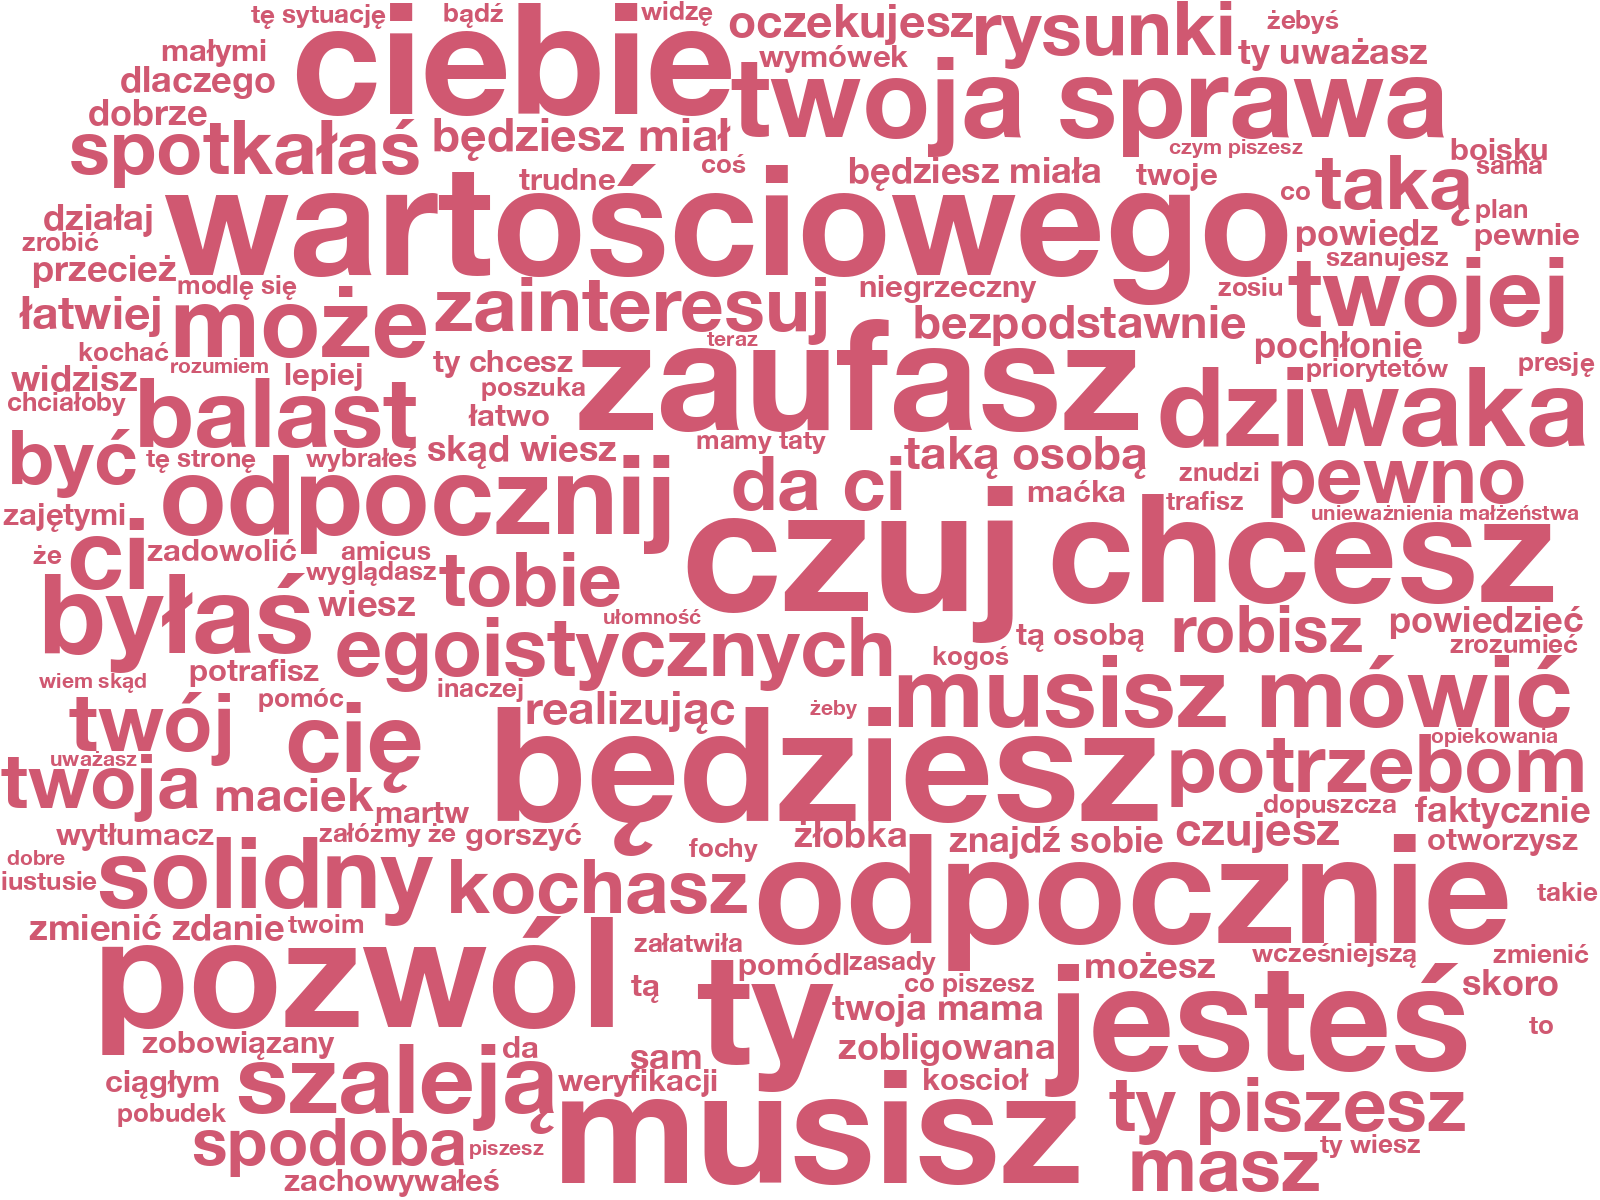 tę sytuację
bądź
widzę
ciebie
oczekujesz
rysunki
żebyś
małymi
wymówek
ty uważasz
dlaczego
twoja sprawa
dobrze
spotkałaś
będziesz miał
czym piszesz
boisku
coś
sama
trudne
będziesz miała
twoje
co
taką
działaj
wartościowego
plan
zrobić
powiedz
pewnie
przecież
szanujesz
modlę się
niegrzeczny
zosiu
twojej
łatwiej
może
zainteresuj
bezpodstawnie
teraz
kochać
rozumiem
pochłonie
ty chcesz
zaufasz
presję
widzisz
lepiej
priorytetów
poszuka
chciałoby
balast
łatwo
dziwaka
mamy taty
być
tę stronę
wybrałeś
skąd wiesz
taką osobą
znudzi
pewno
odpocznij
da ci
maćka
trafisz
zajętymi
unieważnienia małżeństwa
że
ci
zadowolić
amicus
czuj
chcesz
wyglądasz
tobie
byłaś
wiesz
ułomność
powiedzieć
egoistycznych
tą osobą
robisz
zrozumieć
kogoś
wiem skąd
potrafisz
inaczej
pomóc
musisz mówić
realizując
żeby
twój
cię
opiekowania
uważasz
będziesz
potrzebom
twoja
maciek
martw
dopuszcza
faktycznie
wytłumacz
załóżmy że
gorszyć
żłobka
znajdź sobie
czujesz
otworzysz
fochy
dobre
iustusie
solidny
kochasz
odpocznie
takie
zmienić zdanie
twoim
załatwiła
wcześniejszą
zmienić
pozwól
pomódl
zasady
możesz
tą
ty
co piszesz
jesteś
skoro
twoja mama
to
zobowiązany
da
sam
zobligowana
ciągłym
szaleją
weryfikacji
koscioł
pobudek
musisz
ty piszesz
spodoba
piszesz
ty wiesz
zachowywałeś
masz